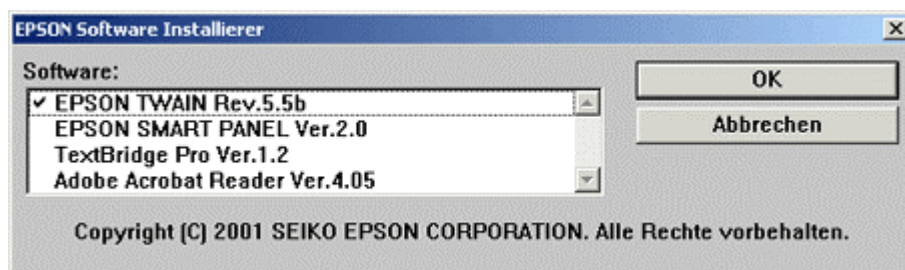 EPSON Software Installierer
Software:
EPSON TWAIN Rev.5.5b
EPSON SMART PANEL Ver.2.0
TextBridge Pro Ver.1.2
Adobe Acrobat Reader Ver.4.05
OK
Abbrechen
Copyright (C) 2001 SEIKO EPSON CORPORATION. Alle Rechte vorbehalten.